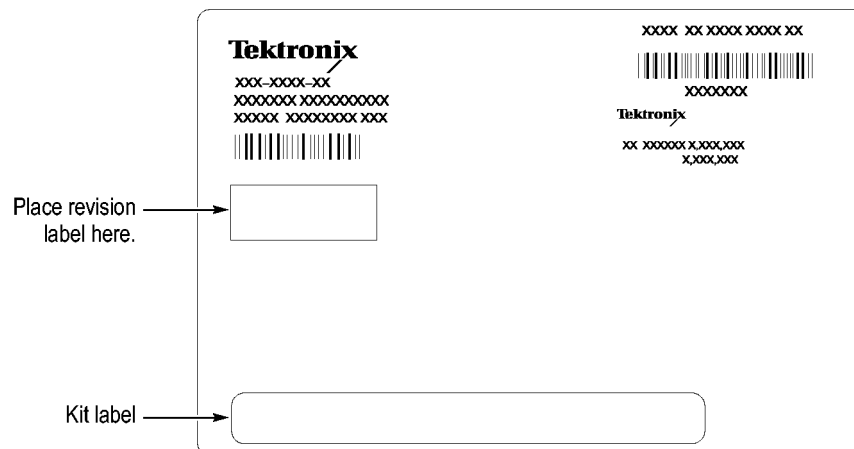 Tektronix
XXX–XXXX–XX
XXXXXXX XXXXXXXXXX
XXXXX XXXXXXXX XXX
XXXX XX XXXX XXXX XX
XXXXXXX
Tektronix
XX XXXXXX X,XXX,XXX
X,XXX,XXX
Place revision
label here.
Kit label